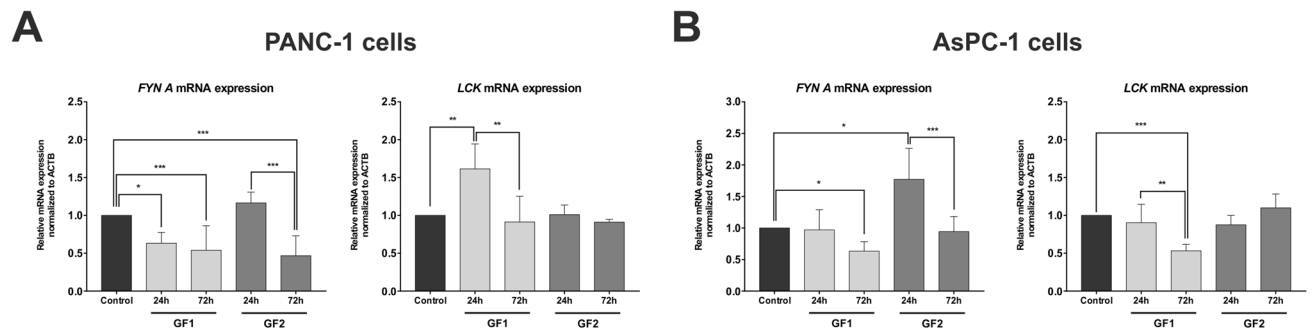 A
PANC-1 cells
FYN A mRNA expression
Relative mRNA expression
normalized to ACTB
2.5
2.0
1.5
1.0
0.5
0.0
***
***
*
***
Control
24h
72h
24h
72h
GF1
GF2
LCK mRNA expression
Relative mRNA expression
normalized to ACTB
2.5
2.0
1.5
1.0
0.5
0.0
**
**
Control
24h
72h
24h
72h
GF1
GF2
B
AsPC-1 cells
FYN A mRNA expression
Relative mRNA expression
normalized to ACTB
3.0
2.5
2.0
1.5
1.0
0.5
0.0
*
***
*
Control
24h
72h
24h
72h
GF1
GF2
LCK mRNA expression
Relative mRNA expression
normalized to ACTB
2.5
2.0
1.5
1.0
0.5
0.0
***
**
Control
24h
72h
24h
72h
GF1
GF2